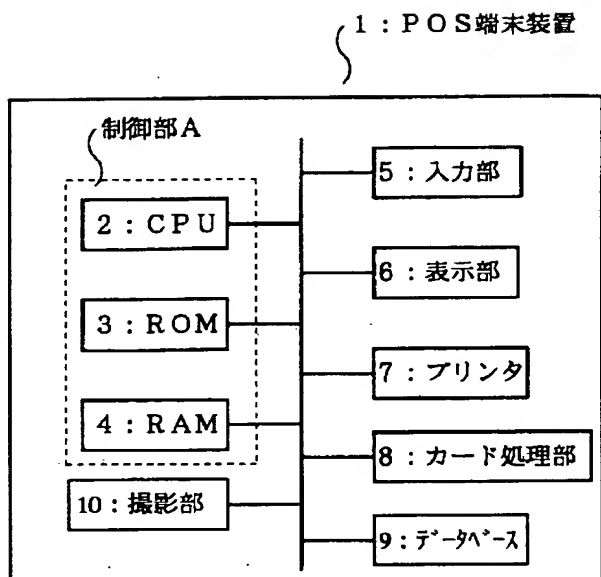 1：POS端末装置
制御部A
2：CPU
3：ROM
4：RAM
10：撮影部
5：入力部
6：表示部
7：プリンタ
8：カード処理部
9：データベース